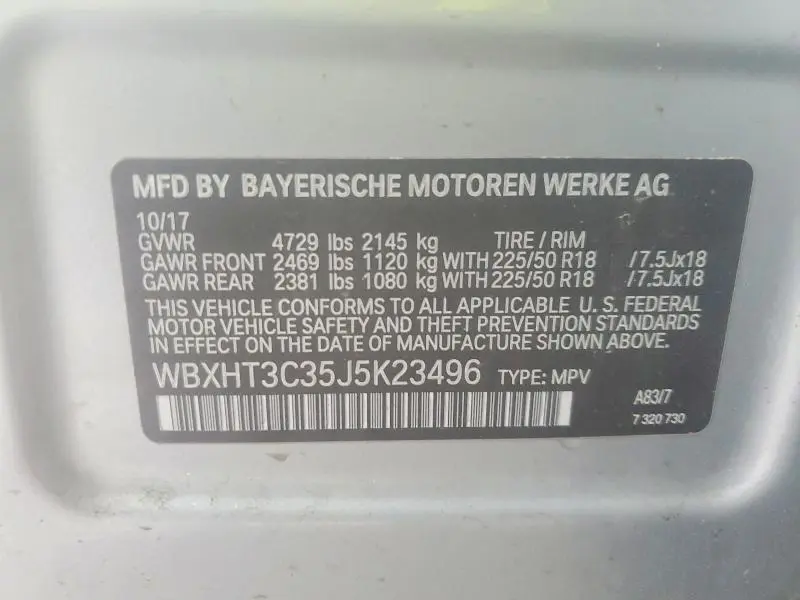 MFD BY BAYERISCHE MOTOREN WERKE AG
10/17
GVWR 4729 lbs 2145 kg TIRE / RIM
GAWR FRONT 2469 lbs 1120 kg WITH 225/50 R18 /7.5Jx18
GAWR REAR 2381 lbs 1080 kg WITH 225/50 R18 /7.5Jx18
THIS VEHICLE CONFORMS TO ALL APPLICABLE U. S. FEDERAL
MOTOR VEHICLE SAFETY AND THEFT PREVENTION STANDARDS
IN EFFECT ON THE DATE OF MANUFACTURE SHOWN ABOVE.
WBXHT3C35J5K23496 TYPE: MPV
A83/7
7 320 730